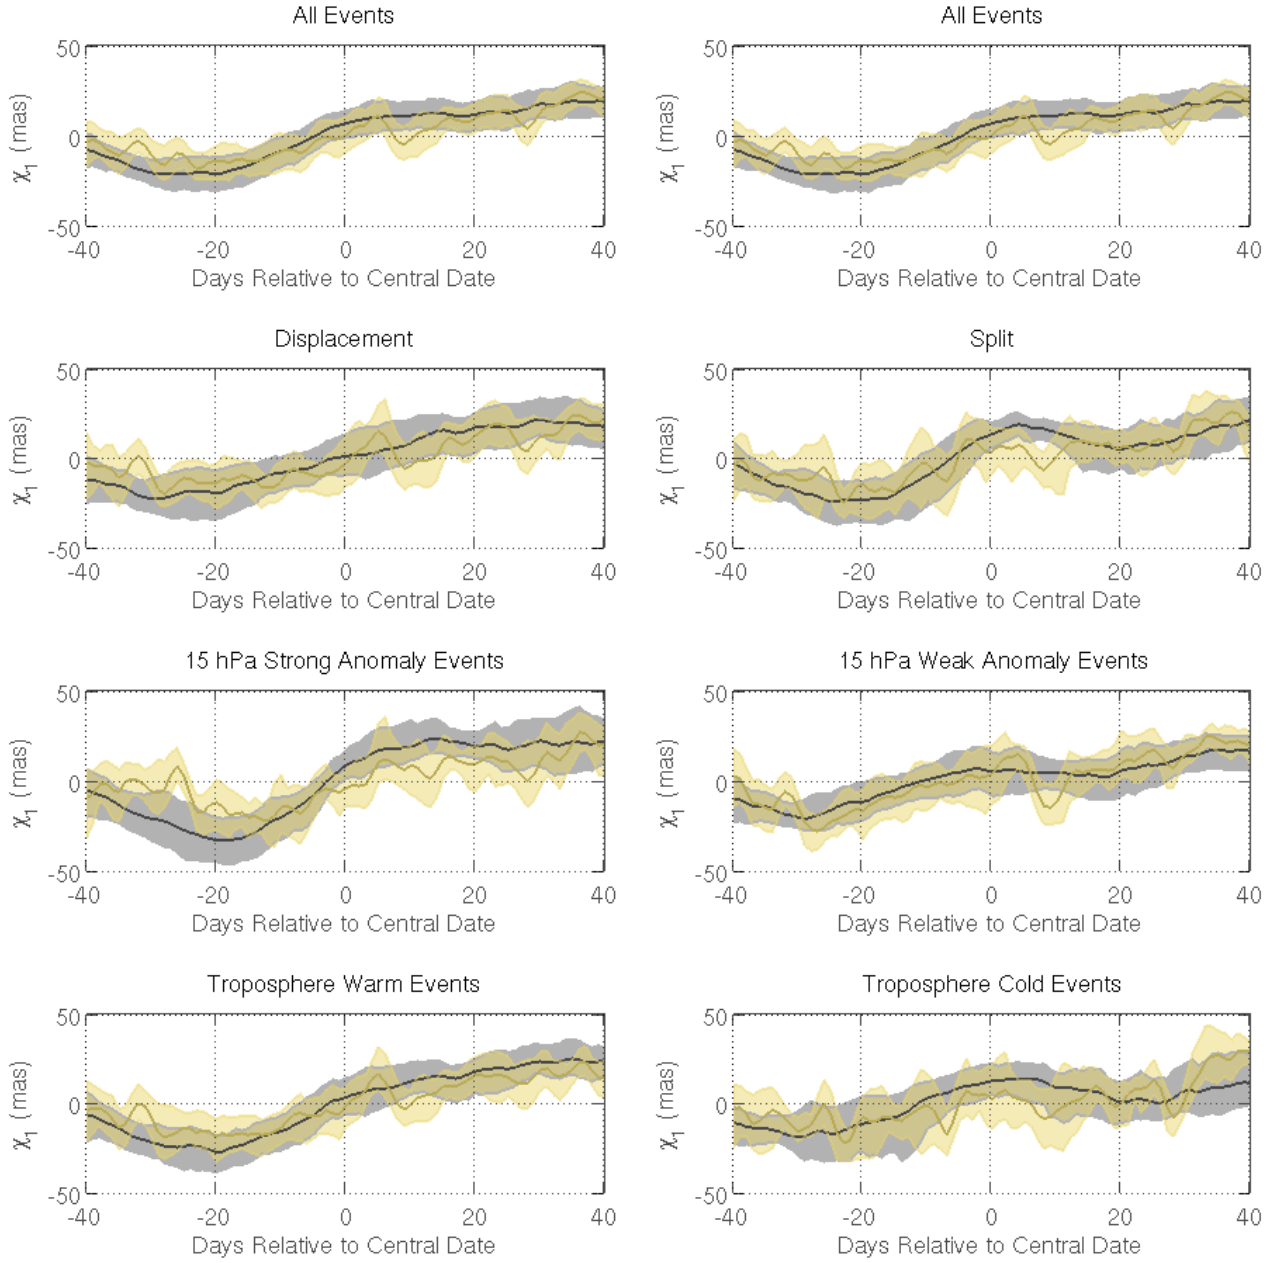 All Events
All Events
50
0
-50
χ1 (mas)
-40 -20 0 20 40
Days Relative to Central Date
50
0
-50
χ1 (mas)
-40 -20 0 20 40
Days Relative to Central Date
Displacement
Split
50
0
-50
χ1 (mas)
-40 -20 0 20 40
Days Relative to Central Date
50
0
-50
χ1 (mas)
-40 -20 0 20 40
Days Relative to Central Date
15 hPa Strong Anomaly Events
15 hPa Weak Anomaly Events
50
0
-50
χ1 (mas)
-40 -20 0 20 40
Days Relative to Central Date
50
0
-50
χ1 (mas)
-40 -20 0 20 40
Days Relative to Central Date
Troposphere Warm Events
Troposphere Cold Events
50
0
-50
χ1 (mas)
-40 -20 0 20 40
Days Relative to Central Date
50
0
-50
χ1 (mas)
-40 -20 0 20 40
Days Relative to Central Date